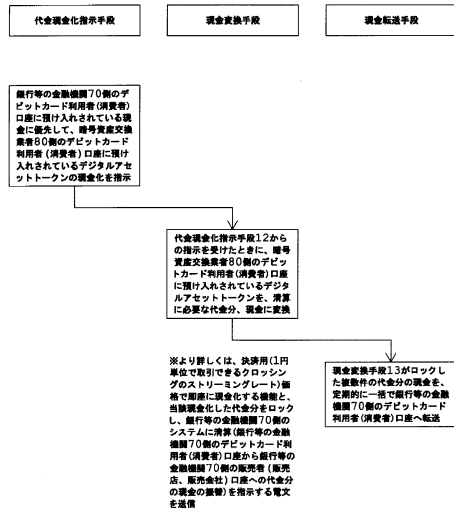 代金現金化指示手段
現金変換手段
現金転送手段
銀行等の金融機関70側のデ
ビットカード利用者(消費者)
口座に預け入れされている現
金に優先して、暗号資産交換
業者80側のデビットカード
利用者(消費者)口座に預け
入れされているデジタルアセ
ットトークンの現金化を指示
代金現金化指示手段12から
の指示を受けたときに、暗号
資産交換業者80側のデビッ
トカード利用者(消費者)口座
に預け入れされているデジタ
ルアセットトークンを、清算
に必要な代金分、現金に変換
※より詳しくは、決済用(1円
単位で取引できるクロッシン
グのストリーミングレート)価
格で即座に現金化する機能と、
当該現金化した代金分をロック
し、銀行等の金融機関70側の
システムに清算(銀行等の金融
機関70側のデビットカード利
用者(消費者)口座から銀行等の
金融機関70側の販売者(販売
店、販売会社)口座への代金分
の現金の振替)を指示する電文
を送信
現金変換手段13がロックし
た複数件の代金分の現金を、
定期的に一括で銀行等の金融
機関70側のデビットカード
利用者(消費者)口座へ転送